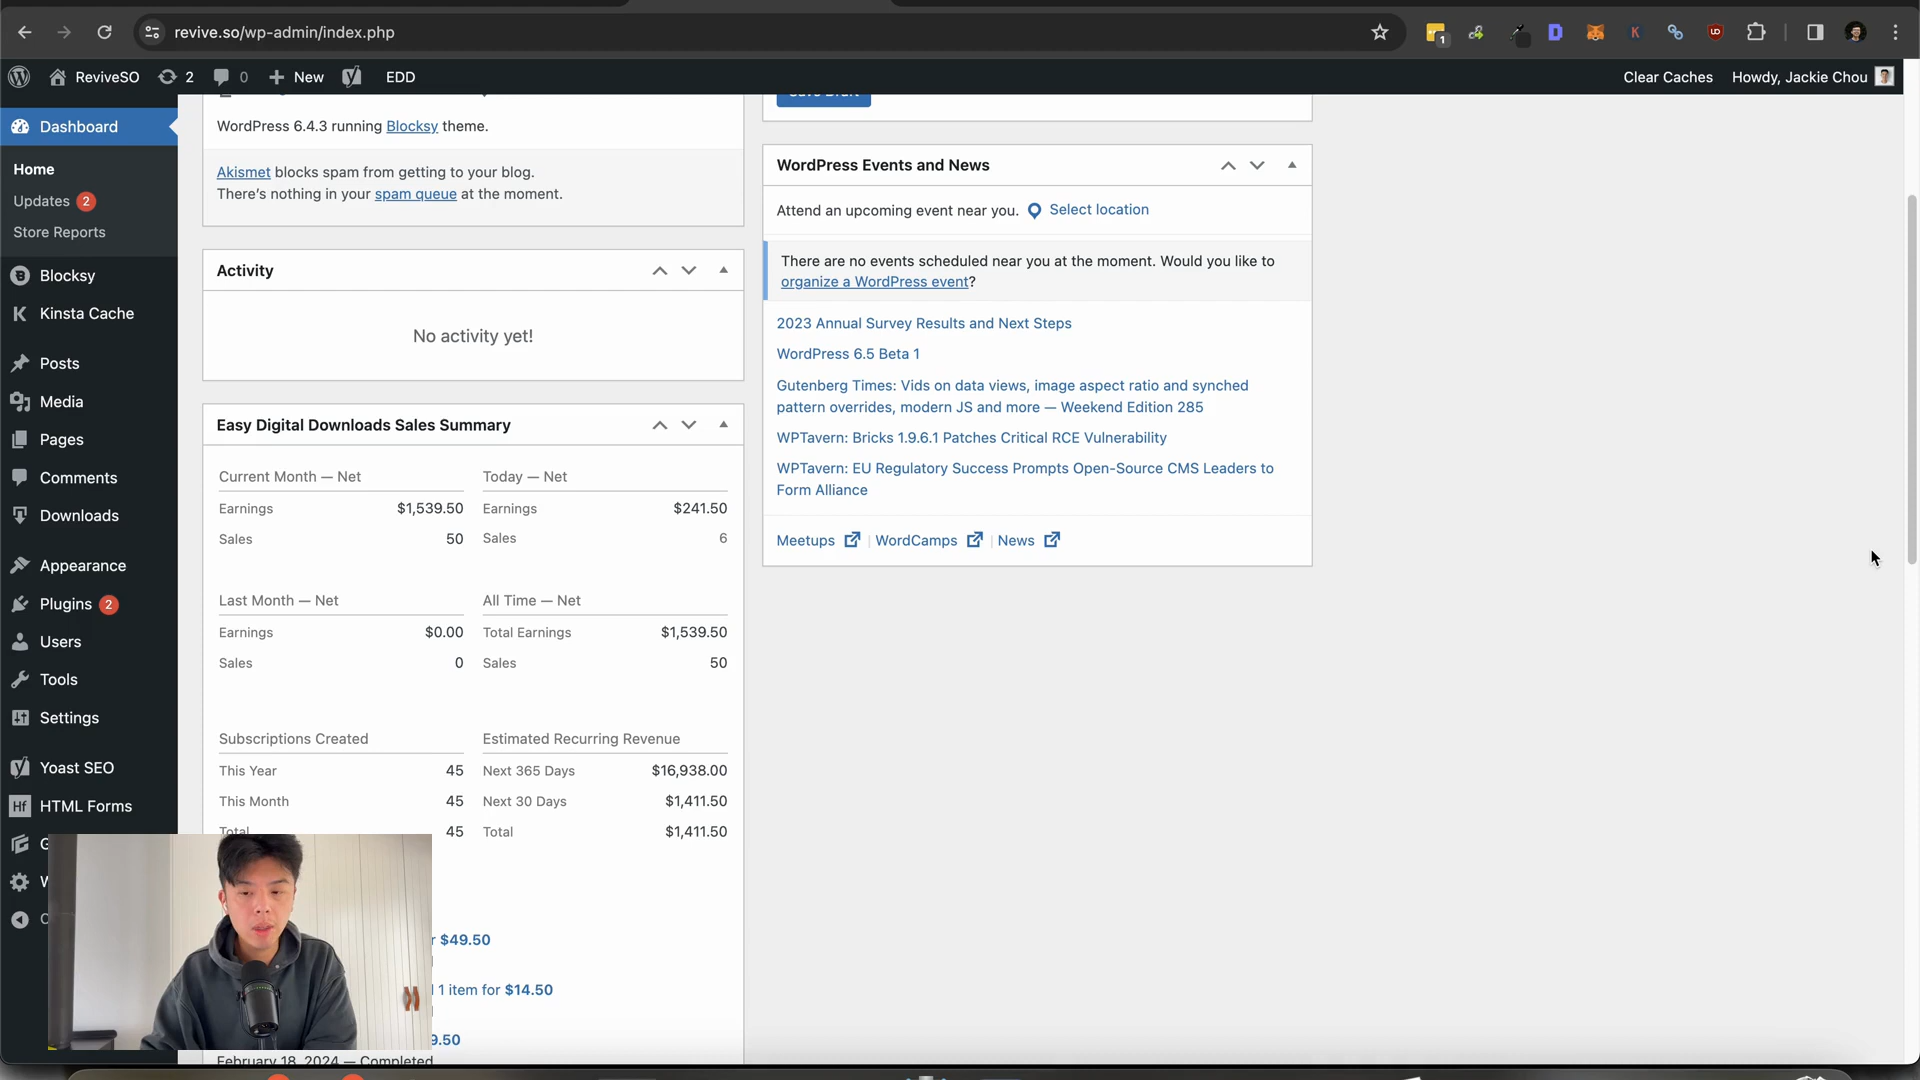 revive.so/wp-admin/index.php
1
D
K
UD
ReviveSO
2
0
New
EDD
Clear Caches
Howdy, Jackie Chou
Dashboard
Home
Updates 2
Store Reports
Blocksy
Kinsta Cache
Posts
Media
Pages
Comments
Downloads
Appearance
Plugins 2
Users
Tools
Settings
Yoast SEO
Hf HTML Forms
G
W
C
WordPress 6.4.3 running Blocksy theme.
Akismet blocks spam from getting to your blog.
There's nothing in your spam queue at the moment.
Activity
No activity yet!
Easy Digital Downloads Sales Summary
Current Month — Net
Earnings $1,539.50
Sales 50
Today — Net
Earnings $241.50
Sales 6
Last Month — Net
Earnings $0.00
Sales 0
All Time — Net
Total Earnings $1,539.50
Sales 50
Subscriptions Created
This Year 45
This Month 45
Total 45
Estimated Recurring Revenue
Next 365 Days $16,938.00
Next 30 Days $1,411.50
Total $1,411.50
$49.50
1 item for $14.50
9.50
February 18, 2024 — Completed
Save Draft
WordPress Events and News
Attend an upcoming event near you. Select location
There are no events scheduled near you at the moment. Would you like to
organize a WordPress event?
2023 Annual Survey Results and Next Steps
WordPress 6.5 Beta 1
Gutenberg Times: Vids on data views, image aspect ratio and synched
pattern overrides, modern JS and more — Weekend Edition 285
WPTavern: Bricks 1.9.6.1 Patches Critical RCE Vulnerability
WPTavern: EU Regulatory Success Prompts Open-Source CMS Leaders to
Form Alliance
Meetups | WordCamps | News